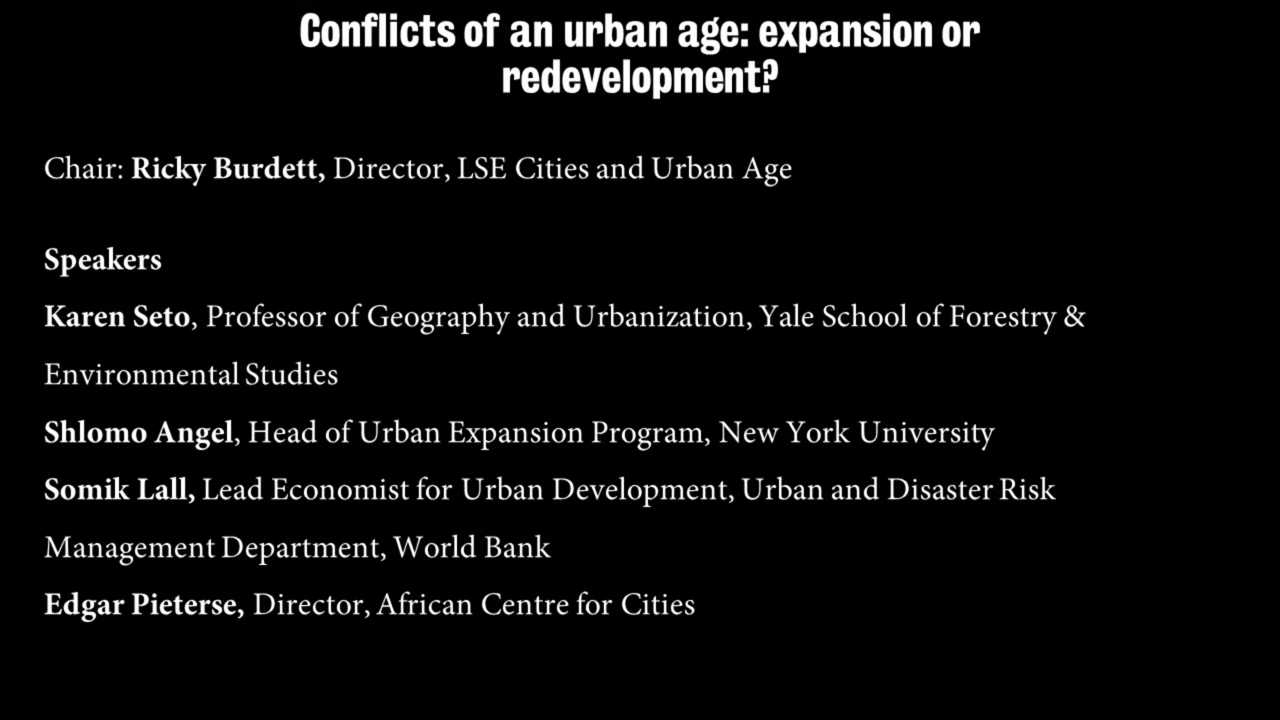 Conflicts of an urban age: expansion or
redevelopment?
Chair: Ricky Burdett, Director, LSE Cities and Urban Age
Speakers
Karen Seto, Professor of Geography and Urbanization, Yale School of Forestry &
Environmental Studies
Shlomo Angel, Head of Urban Expansion Program, New York University
Somik Lall, Lead Economist for Urban Development, Urban and Disaster Risk
Management Department, World Bank
Edgar Pieterse, Director, African Centre for Cities